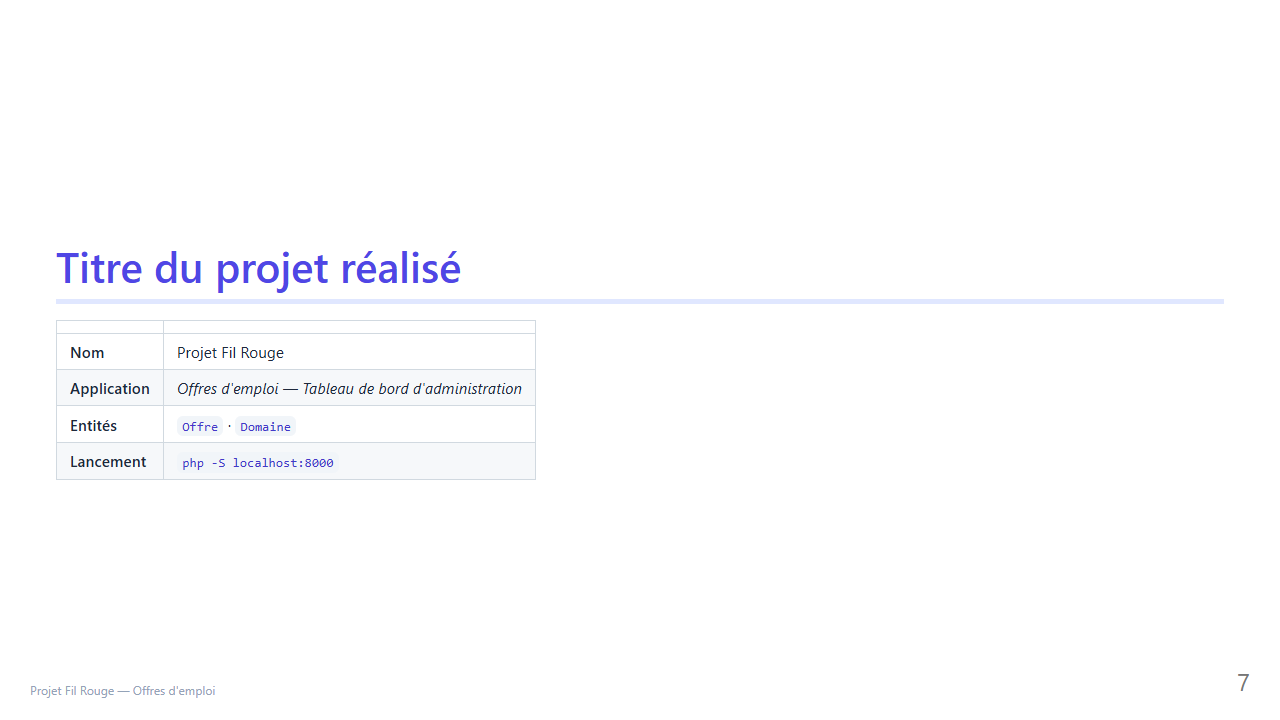 Titre du projet réalisé
Nom Projet Fil Rouge
Application Offres d'emploi — Tableau de bord d'administration
Entités Offre · Domaine
Lancement php -S localhost:8000
Projet Fil Rouge — Offres d'emploi
7